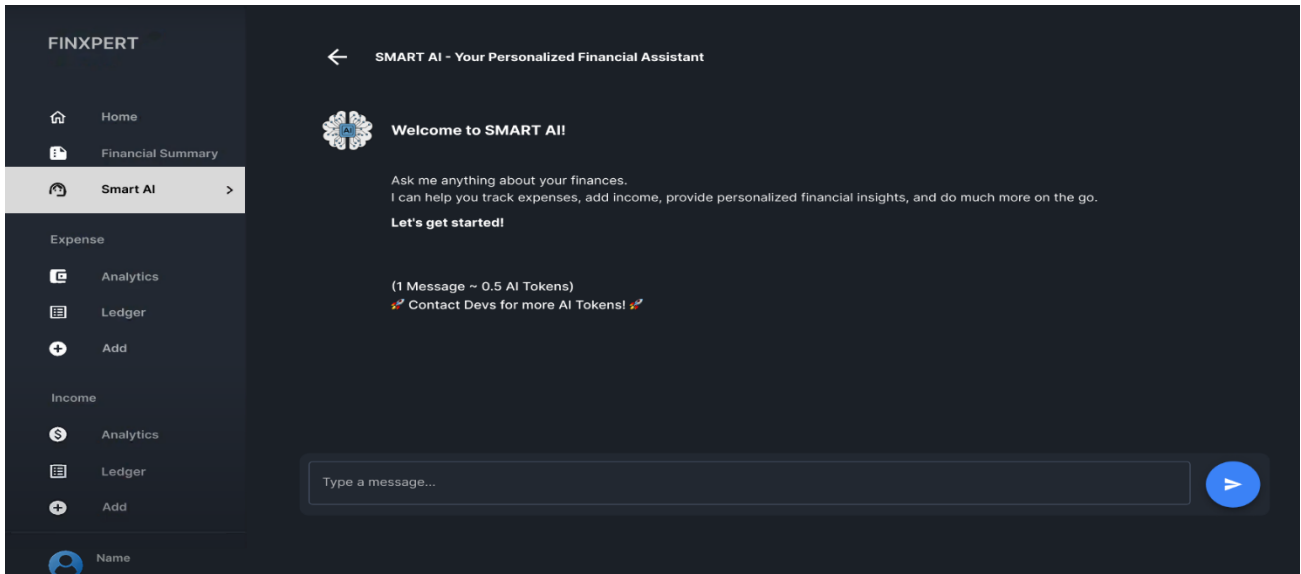 FINXPERT
Home
Financial Summary
Smart AI >
Expense
Analytics
Ledger
Add
Income
Analytics
Ledger
Add
Name
SMART AI - Your Personalized Financial Assistant
AI
Welcome to SMART AI!
Ask me anything about your finances.
I can help you track expenses, add income, provide personalized financial insights, and do much more on the go.
Let's get started!
(1 Message ~ 0.5 AI Tokens)
🚀 Contact Devs for more AI Tokens! 🚀
Type a message...